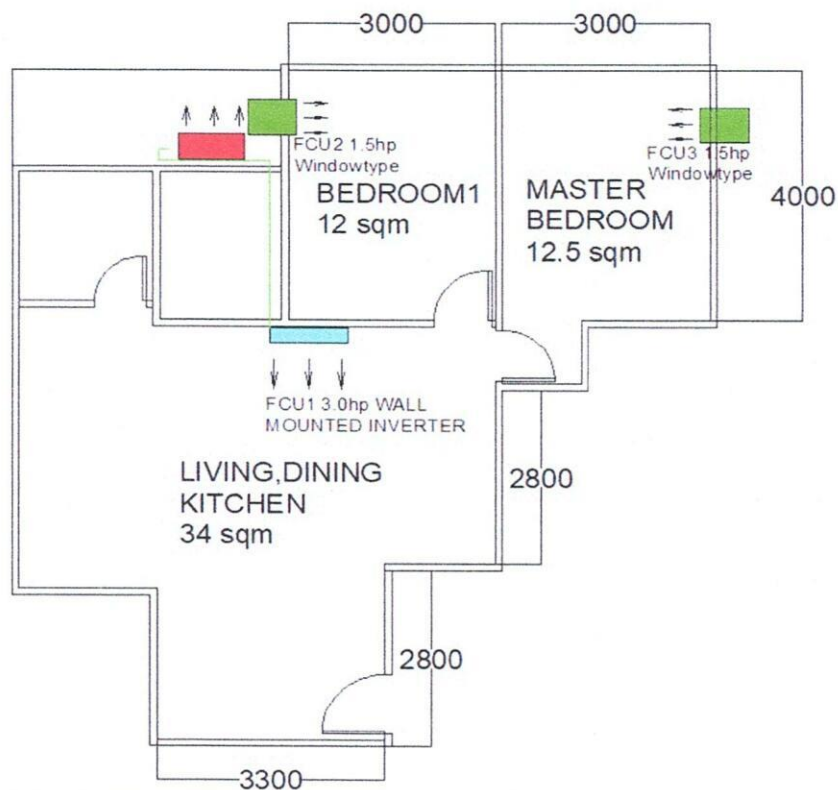 3000
3000
FCU2 1.5hp
Windowtype
FCU3 1.5hp
Windowtype
BEDROOM1
12 sqm
MASTER
BEDROOM
12.5 sqm
4000
FCU1 3.0hp WALL
MOUNTED INVERTER
LIVING,DINING
KITCHEN
34 sqm
2800
2800
3300